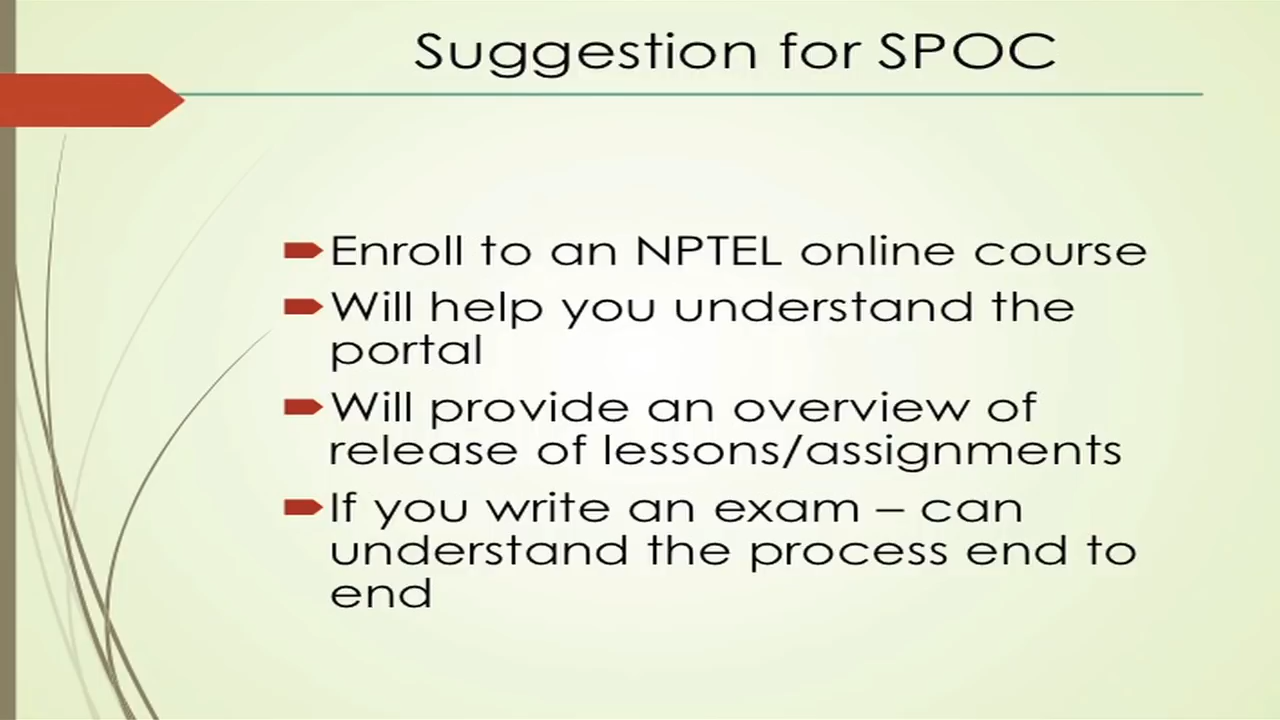 Suggestion for SPOC
Enroll to an NPTEL online course
Will help you understand the
portal
Will provide an overview of
release of lessons/assignments
If you write an exam – can
understand the process end to
end